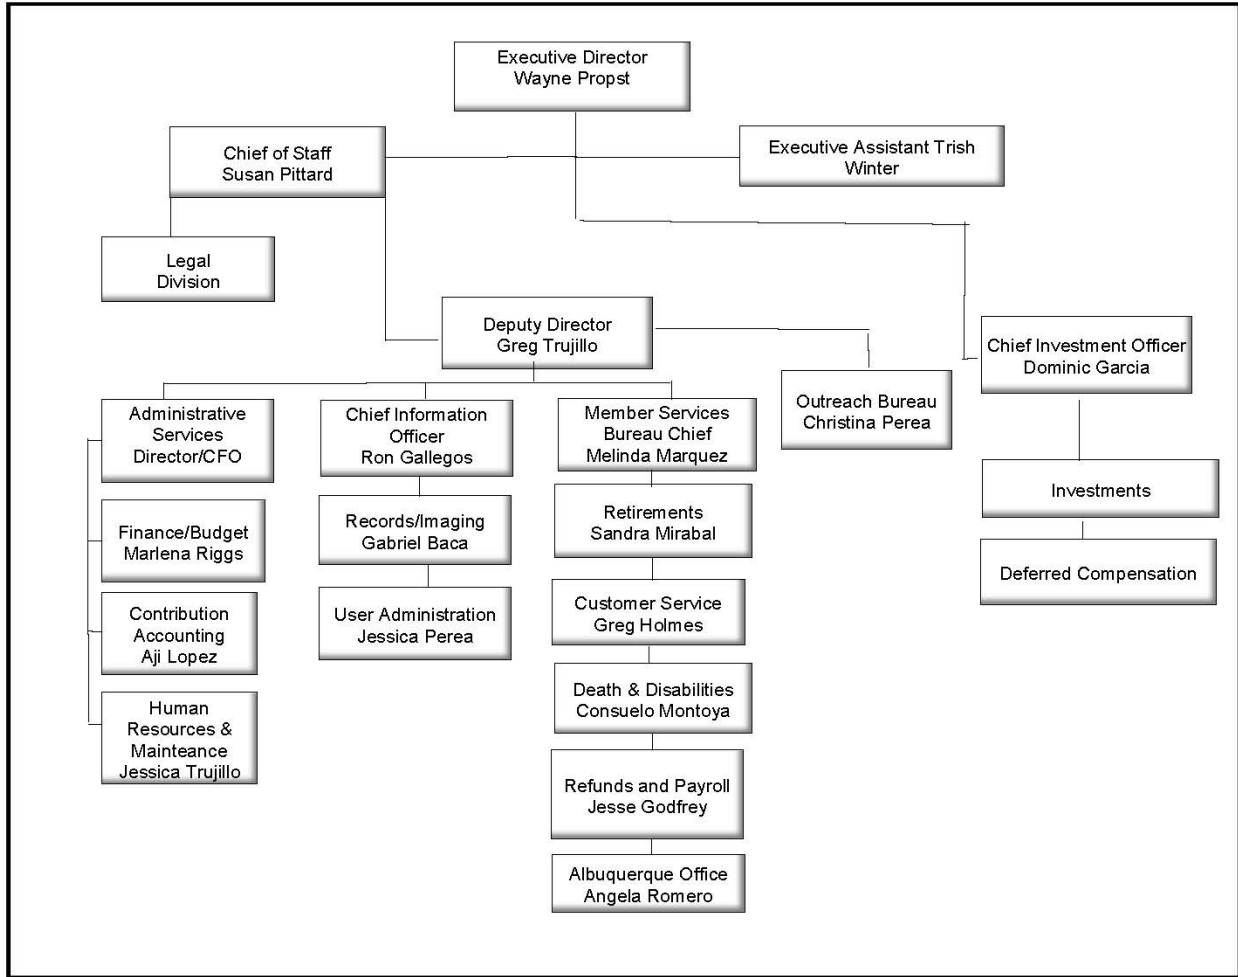 Executive Director
Wayne Propst
Chief of Staff
Susan Pittard
Executive Assistant Trish
Winter
Legal
Division
Deputy Director
Greg Trujillo
Chief Investment Officer
Dominic Garcia
Outreach Bureau
Christina Perea
Administrative
Services
Director/CFO
Chief Information
Officer
Ron Gallegos
Member Services
Bureau Chief
Melinda Marquez
Investments
Deferred Compensation
Finance/Budget
Marlena Riggs
Contribution
Accounting
Aji Lopez
Human
Resources &
Mainteance
Jessica Trujillo
Records/Imaging
Gabriel Baca
User Administration
Jessica Perea
Retirements
Sandra Mirabal
Customer Service
Greg Holmes
Death & Disabilities
Consuelo Montoya
Refunds and Payroll
Jesse Godfrey
Albuquerque Office
Angela Romero